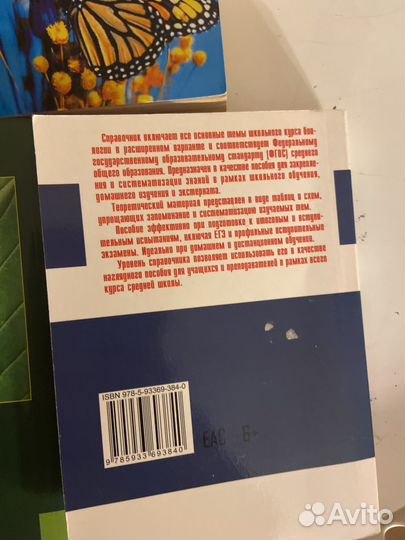 Справочник включает все основные темы школьного курса био-
логии в расширенном варианте и соответствует Федеральному
государственному образовательному стандарту (ФГОС) среднего
общего образования. Предназначен в качестве пособия для закрепле-
ния и систематизации знаний в рамках школьного обучения,
домашнего изучения и экстерната.
Теоретический материал представлен в виде таблиц и схем,
упрощающих запоминание и систематизацию изучаемых тем.
Пособие эффективно при подготовке к итоговым и вступи-
тельным испытаниям, включая ЕГЭ и профильные вступительные
экзамены. Идеально при домашнем и дистанционном обучении.
Уровень справочника позволяет использовать его в качестве
наглядного пособия для учащихся и преподавателей в рамках всего
курса средней школы.
ISBN 978-5-93369-384-0
9 785933 693840
ЕАС 6+
Avito